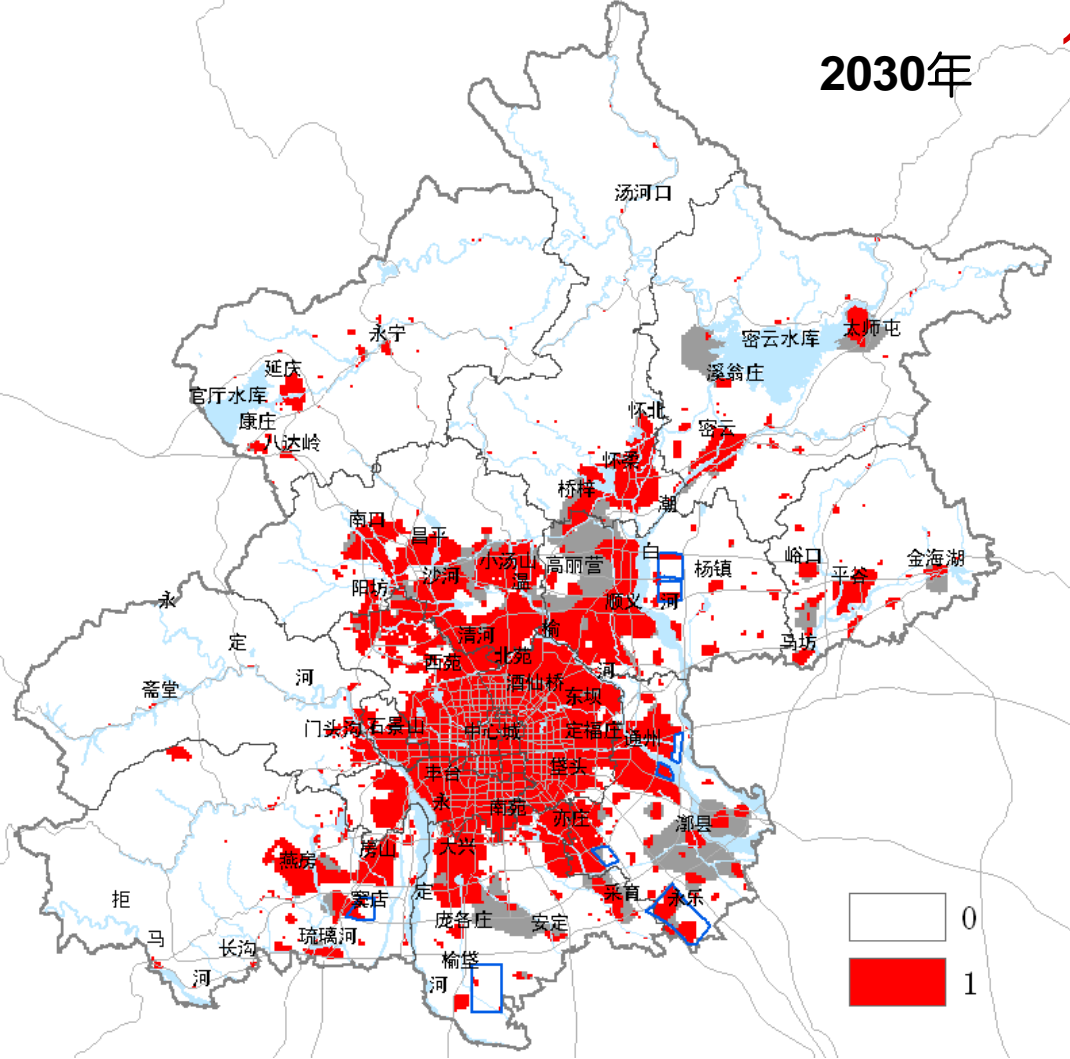 2030年
汤河口
永宁
密云水库
太师屯
延庆
溪翁庄
官厅水库
怀北
康庄
密云
八达岭
怀柔
桥梓
潮
南口
昌平
白
小汤山
高丽营
峪口
金海湖
杨镇
沙河
温
平谷
阳坊
永
顺义
河
清河
榆
定
马坊
西苑
北苑
河
河
酒仙桥
斋堂
东坝
门头沟
石景山
中心城
定福庄
通州
丰台
垡头
永
南苑
亦庄
漷县
大兴
房山
燕房
拒
窦店
定
采育
永乐
庞各庄
安定
马
琉璃河
长沟
榆垡
河
河
0
1